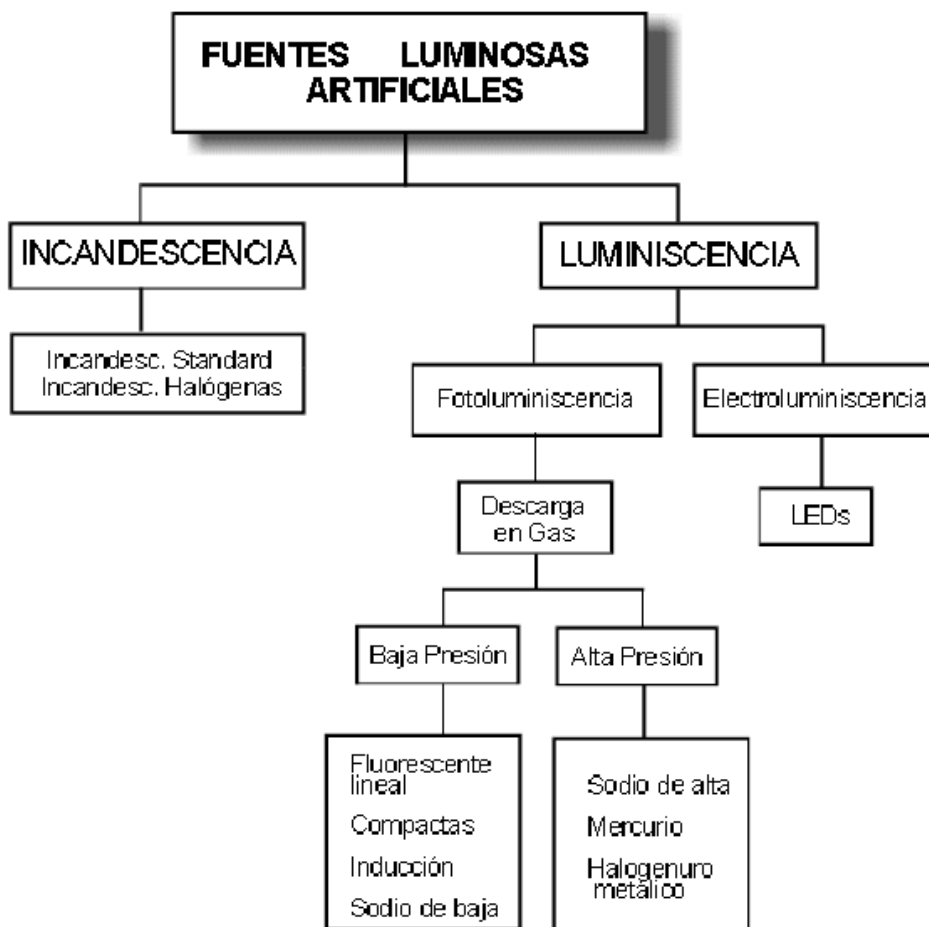 FUENTES LUMINOSAS
ARTIFICIALES
INCANDESCENCIA
LUMINISCENCIA
Incandesc. Standard
Incandesc. Halógenas
Fotoluminiscencia
Electroluminiscencia
Descarga
en Gas
LEDs
Baja Presión
Alta Presión
Fluorescente
lineal
Compactas
Inducción
Sodio de baja
Sodio de alta
Mercurio
Halogenuro
metálico